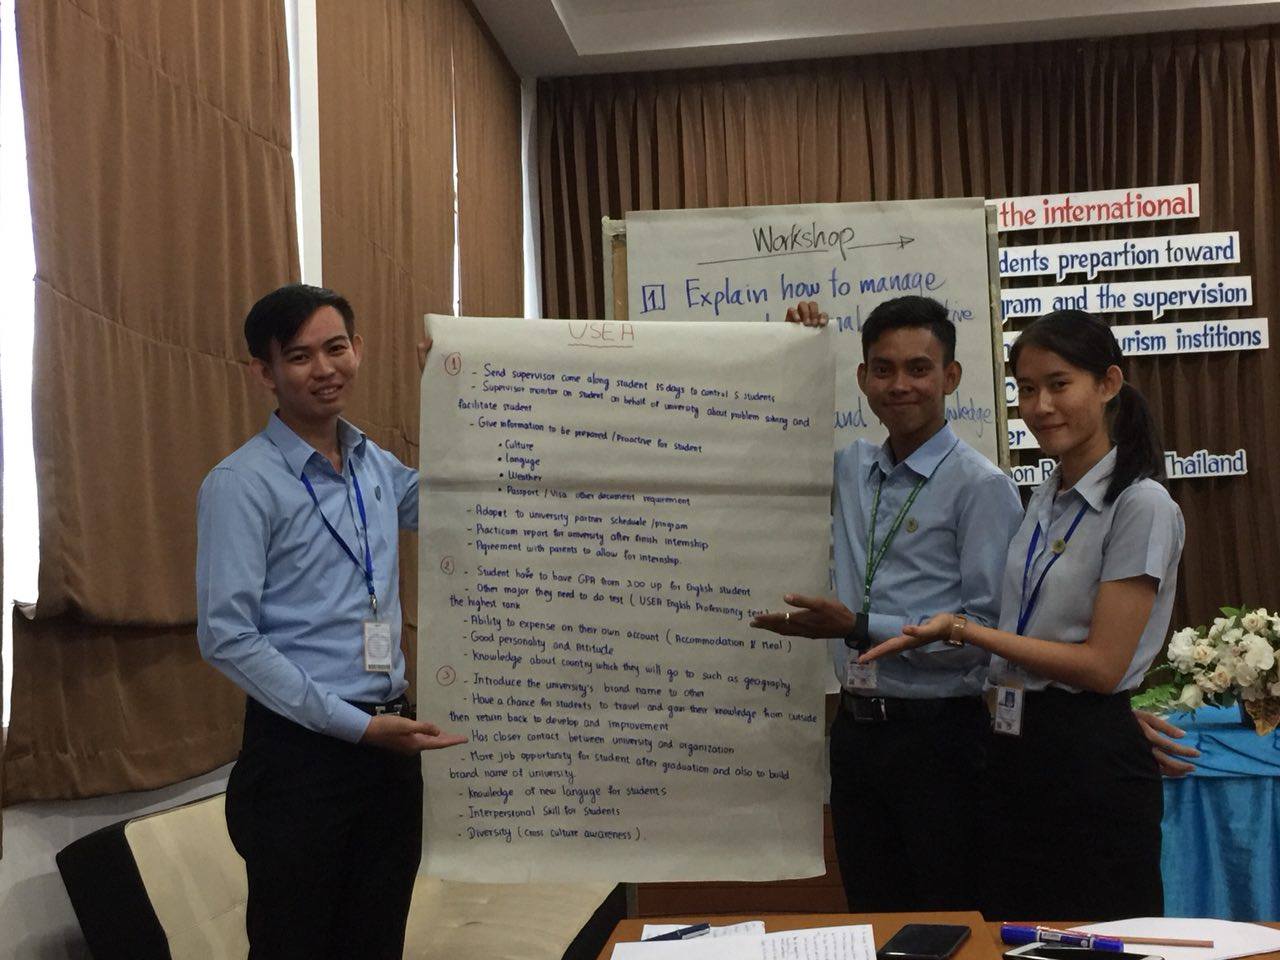 USEA
① - Send supervisor come along student 15 days to control 5 students
- Supervisor monitor on student on behalf of university about problem solving and
facilitate student
- Give information to be prepared / Proactive for student
• Culture
• Languge
• Weather
• Passport / Visa other document requirement
- Adapt to university partner schedule / program
- Practicum report for university after finish internship
- Agreement with parents to allow for internship.
② - Student have to have GPA from 3.00 up for English student
- Other major they need to do test ( USEA English Professiancy test)
the highest rank
- Ability to expense on their own account ( Accommodation & Meal )
- Good personality and Attitude
- Knowledge about country which they will go to such as geography
③ - Introduce the university's brand name to other
- Have a chance for students to travel and gain their knowledge from outside
then return back to develop and improvement
- Has closer contact between university and organization
- More job opportunity for student after graduation and also to build
brand name of university
- Knowledge of new languge for students
- Interpersional Skill for students
- Diversity ( Cross Culture awareness ).
Workshop
1 Explain how to manage
and
knowledge
the international
dents prepartion toward
gram and the supervision
urism institions
er
on R Thailand